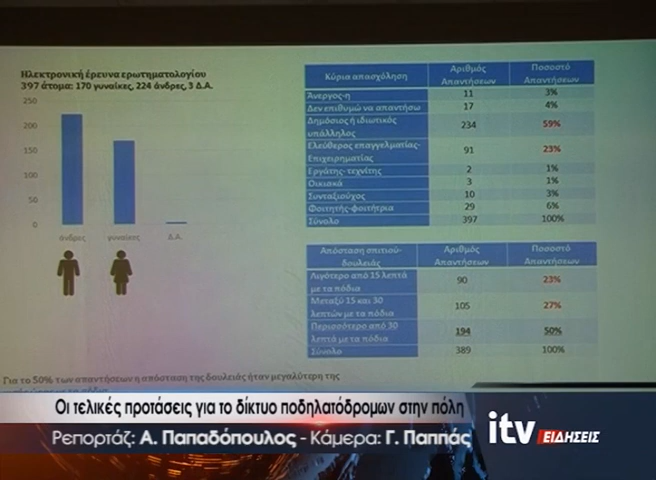 Ηλεκτρονική έρευνα ερωτηματολογίου
397 άτομα: 170 γυναίκες, 224 άνδρες, 3 Δ.Α.
250
200
150
100
50
0
άνδρες γυναίκες Δ.Α.
Κύρια απασχόληση Αριθμός Απαντήσεων Ποσοστό Απαντήσεων
Άνεργος-η 11 3%
Δεν επιθυμώ να απαντήσω 17 4%
Δημόσιος ή ιδιωτικός υπάλληλος 234 59%
Ελεύθερος επαγγελματίας-Επιχειρηματίας 91 23%
Εργάτης- τεχνίτης 2 1%
Οικιακά 3 1%
Συνταξιούχος 10 3%
Φοιτητής-φοιτήτρια 29 6%
Σύνολο 397 100%
Απόσταση σπιτιού-δουλειάς Αριθμός Απαντήσεων Ποσοστό Απαντήσεων
Λιγότερο από 15 λεπτά με τα πόδια 90 23%
Μεταξύ 15 και 30 λεπτών με τα πόδια 105 27%
Περισσότερο από 30 λεπτά με τα πόδια 194 50%
Σύνολο 389 100%
Για το 50% των απαντήσεων η απόσταση της δουλειάς ήταν μεγαλύτερη της
Οι τελικές προτάσεις για το δίκτυο ποδηλατόδρομων στην πόλη
Ρεπορτάζ: Α. Παπαδόπουλος - Κάμερα: Γ. Παππάς
itv ΕΙΔΗΣΕΙΣ